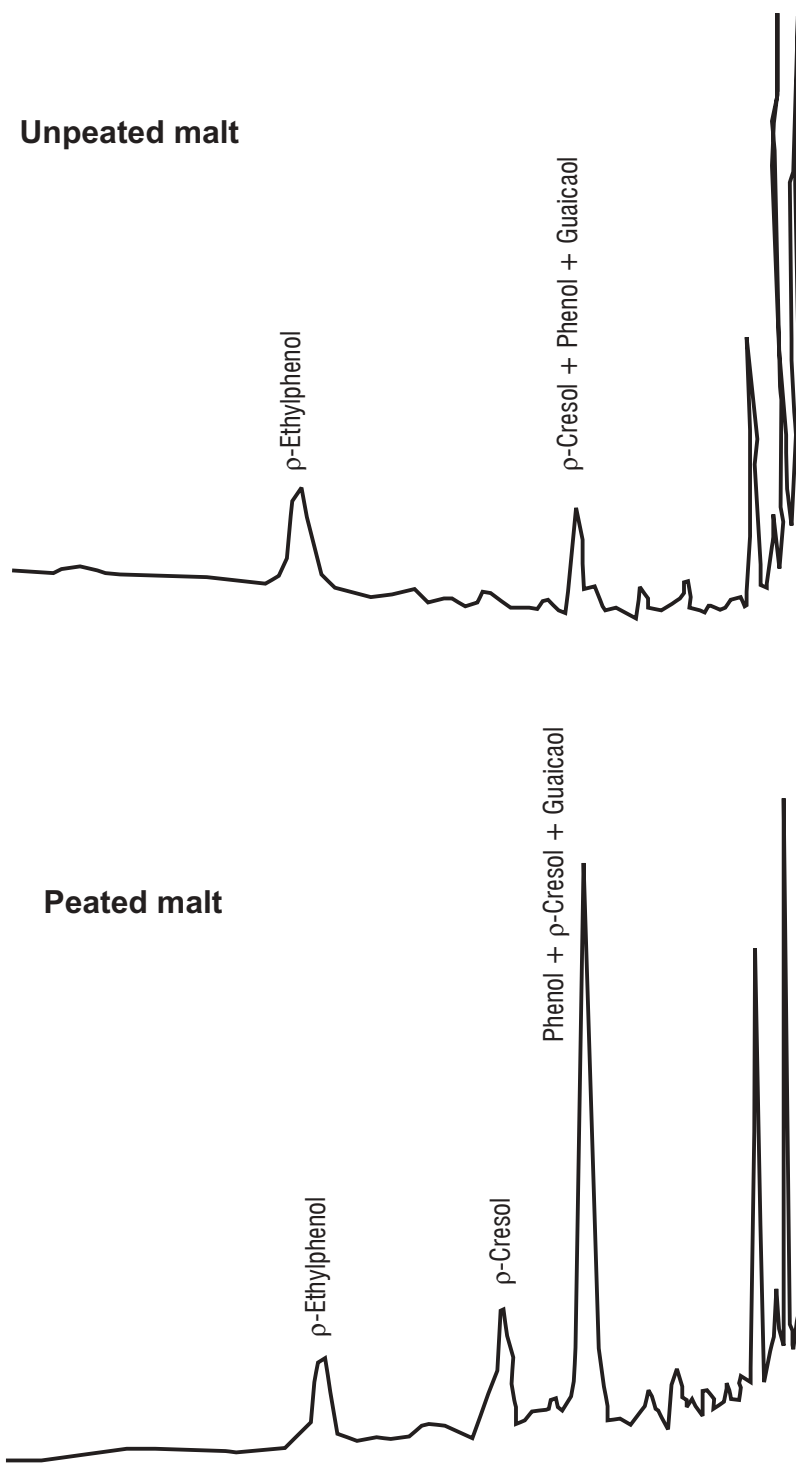 Unpeated malt
ρ-Ethylphenol
ρ-Cresol + Phenol + Guaicaol
Peated malt
ρ-Ethylphenol
ρ-Cresol
Phenol + ρ-Cresol + Guaicaol